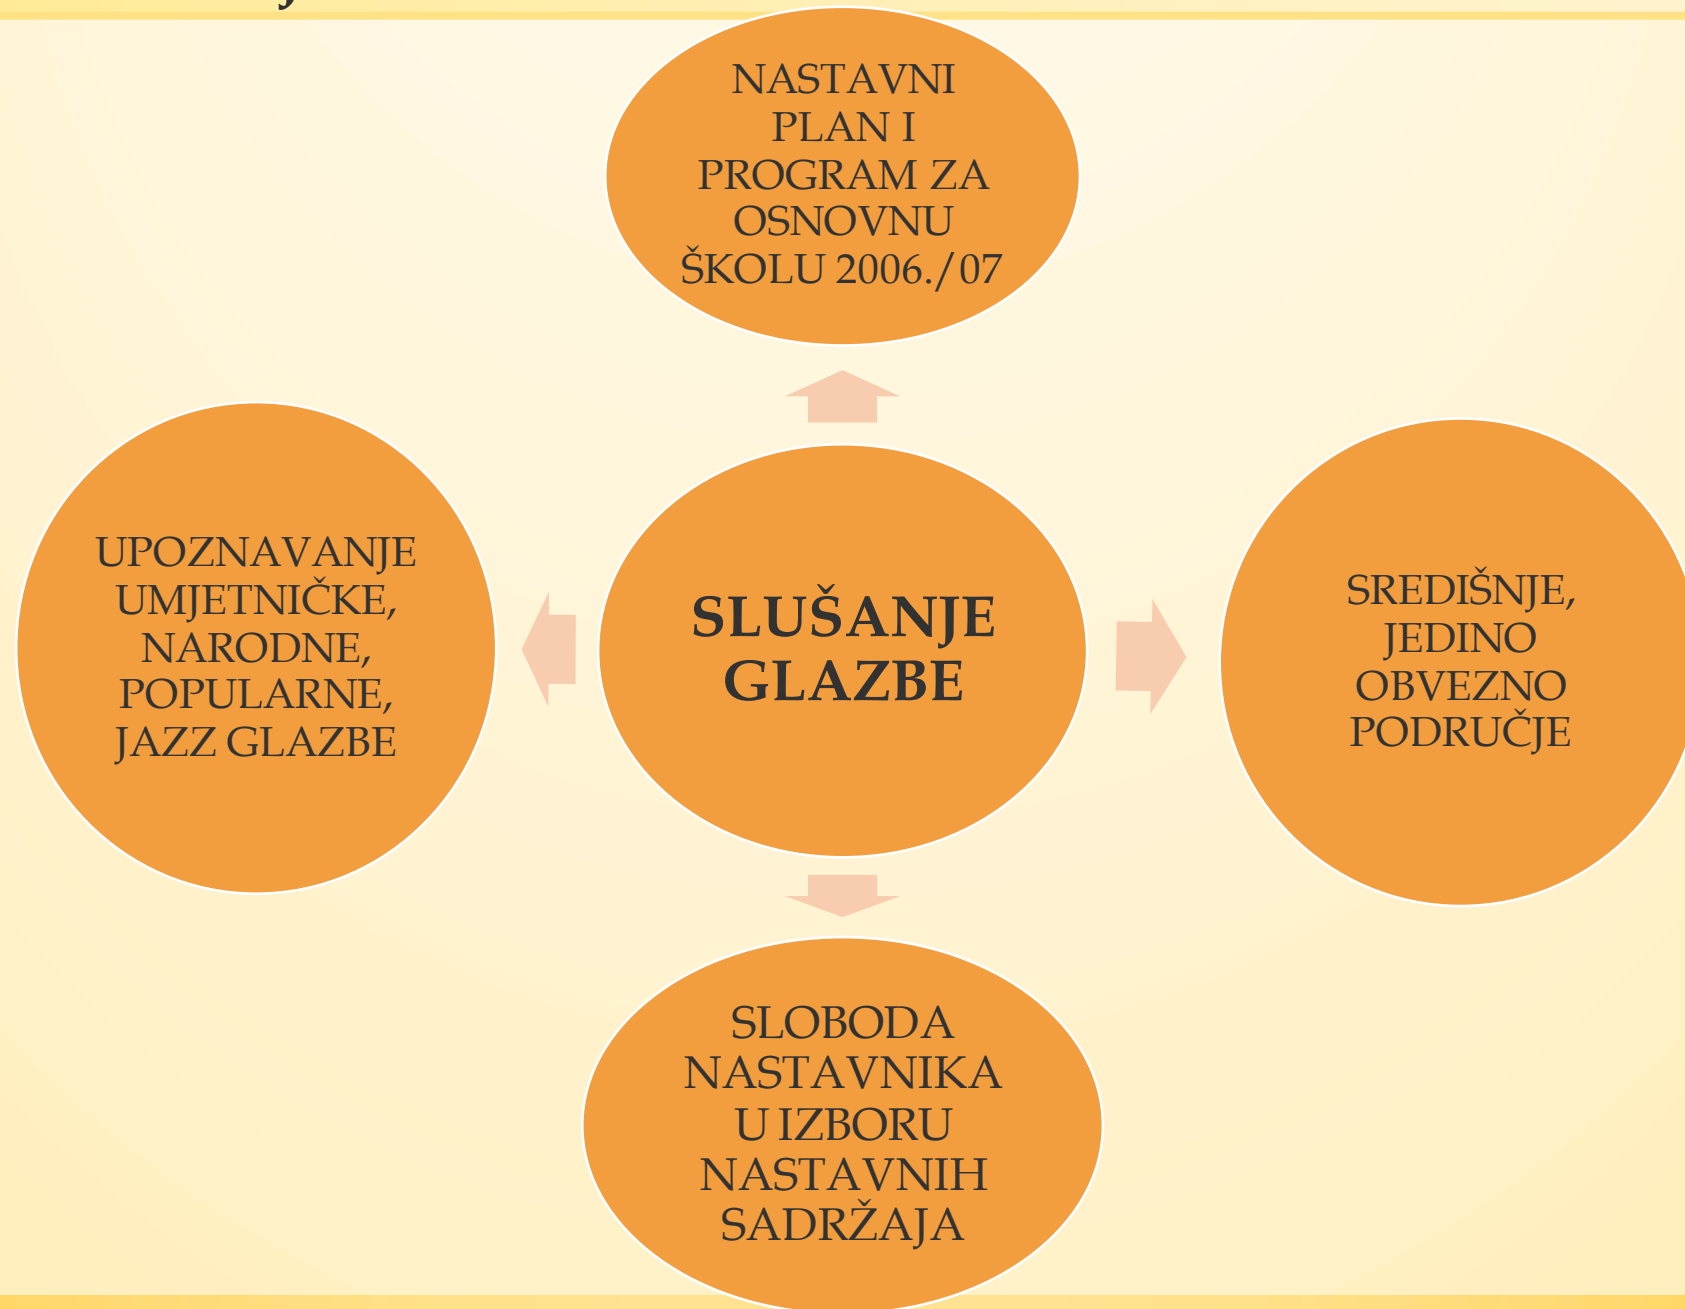 NASTAVNI
PLAN I
PROGRAM ZA
OSNOVNU
ŠKOLU 2006./07
UPOZNAVANJE
UMJETNIČKE,
NARODNE,
POPULARNE,
JAZZ GLAZBE
SLUŠANJE
GLAZBE
SREDIŠNJE,
JEDINO
OBVEZNO
PODRUČJE
SLOBODA
NASTAVNIKA
U IZBORU
NASTAVNIH
SADRŽAJA